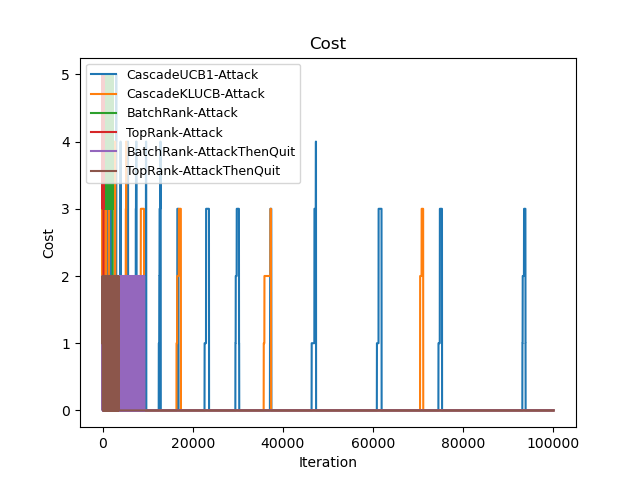 Cost
CascadeUCB1-Attack
CascadeKLUCB-Attack
BatchRank-Attack
TopRank-Attack
BatchRank-AttackThenQuit
TopRank-AttackThenQuit
Cost
5
4
3
2
1
0
0 20000 40000 60000 80000 100000
Iteration